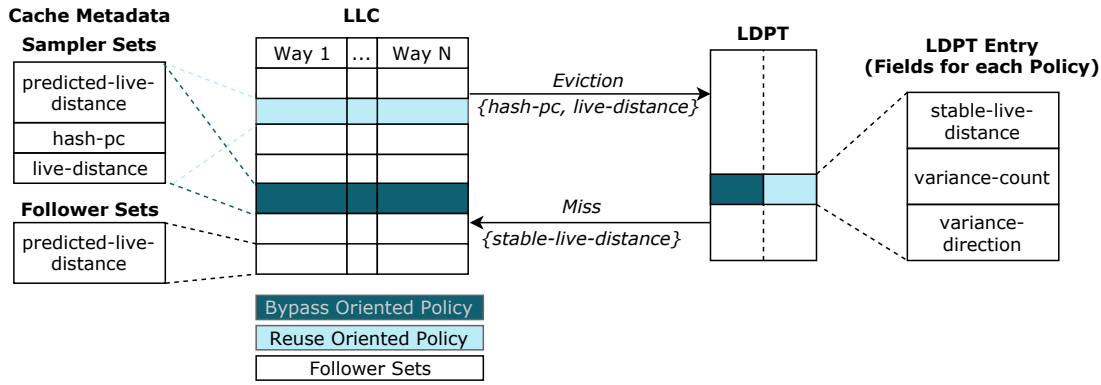 Cache Metadata
Sampler Sets
predicted-live-
distance
hash-pc
live-distance
Follower Sets
predicted-live-
distance
LLC
Way 1 ... Way N
Eviction
{hash-pc, live-distance}
Miss
{stable-live-distance}
LDPT
LDPT Entry
(Fields for each Policy)
stable-live-
distance
variance-count
variance-
direction
Bypass Oriented Policy
Reuse Oriented Policy
Follower Sets